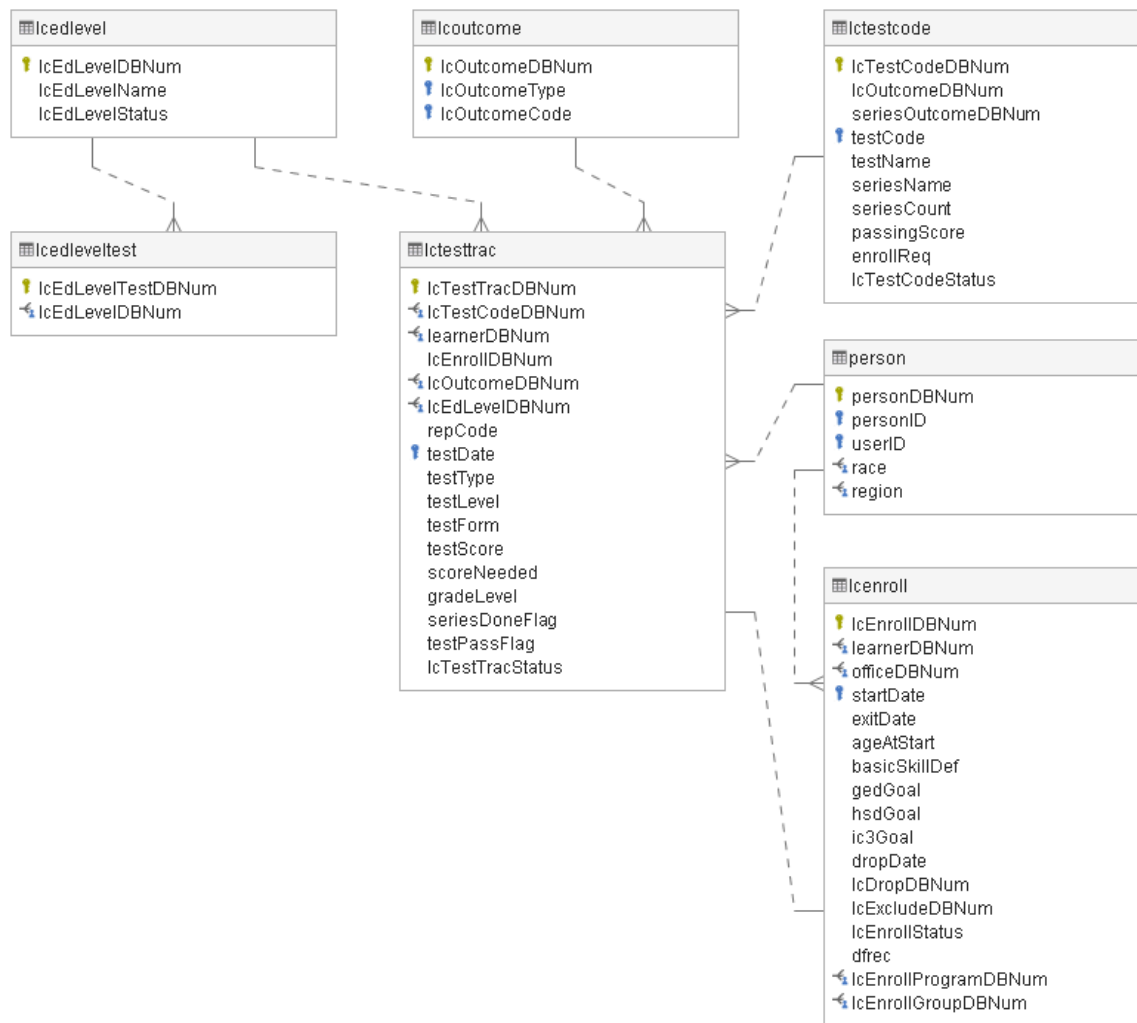 lcedlevel
lcEdLevelDBNum
lcEdLevelName
lcEdLevelStatus
lcoutcome
lcOutcomeDBNum
lcOutcomeType
lcOutcomeCode
lctestcode
lcTestCodeDBNum
lcOutcomeDBNum
seriesOutcomeDBNum
testCode
testName
seriesName
seriesCount
passingScore
enrollReq
lcTestCodeStatus
lcedleveltest
lcEdLevelTestDBNum
lcEdLevelDBNum
lctesttrac
lcTestTracDBNum
lcTestCodeDBNum
learnerDBNum
lcEnrollDBNum
lcOutcomeDBNum
lcEdLevelDBNum
repCode
testDate
testType
testLevel
testForm
testScore
scoreNeeded
gradeLevel
seriesDoneFlag
testPassFlag
lcTestTracStatus
person
personDBNum
personID
userID
race
region
lcenroll
lcEnrollDBNum
learnerDBNum
officeDBNum
startDate
exitDate
ageAtStart
basicSkillDef
gedGoal
hsdGoal
ic3Goal
dropDate
lcDropDBNum
lcExcludeDBNum
lcEnrollStatus
dfrec
lcEnrollProgramDBNum
lcEnrollGroupDBNum